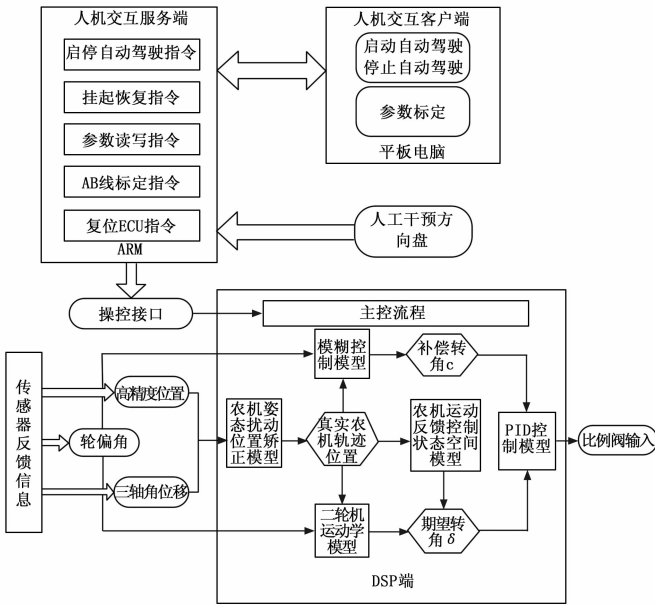 人机交互服务端
启停自动驾驶指令
挂起恢复指令
参数读写指令
AB线标定指令
复位ECU指令
ARM
人机交互客户端
启动自动驾驶
停止自动驾驶
参数标定
平板电脑
人工干预方
向盘
操控接口
主控流程
传感器反馈信息
高精度位置
轮偏角
三轴角位移
农机姿
态扰动
位置矫
正模型
模糊控
制模型
真实农
机轨迹
位置
二轮机
运动学
模型
补偿转
角c
农机运动
反馈控制
状态空间
模型
期望转
角δ
PID控
制模型
比例阀输入
DSP端